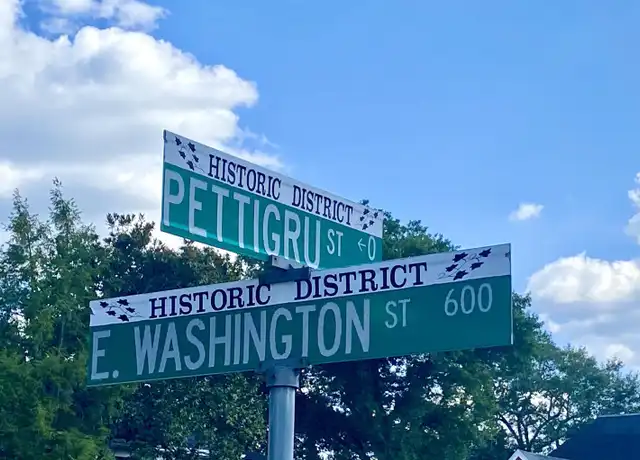 HISTORIC DISTRICT
PETTIGRU ST ←0
HISTORIC DISTRICT
E. WASHINGTON ST 600